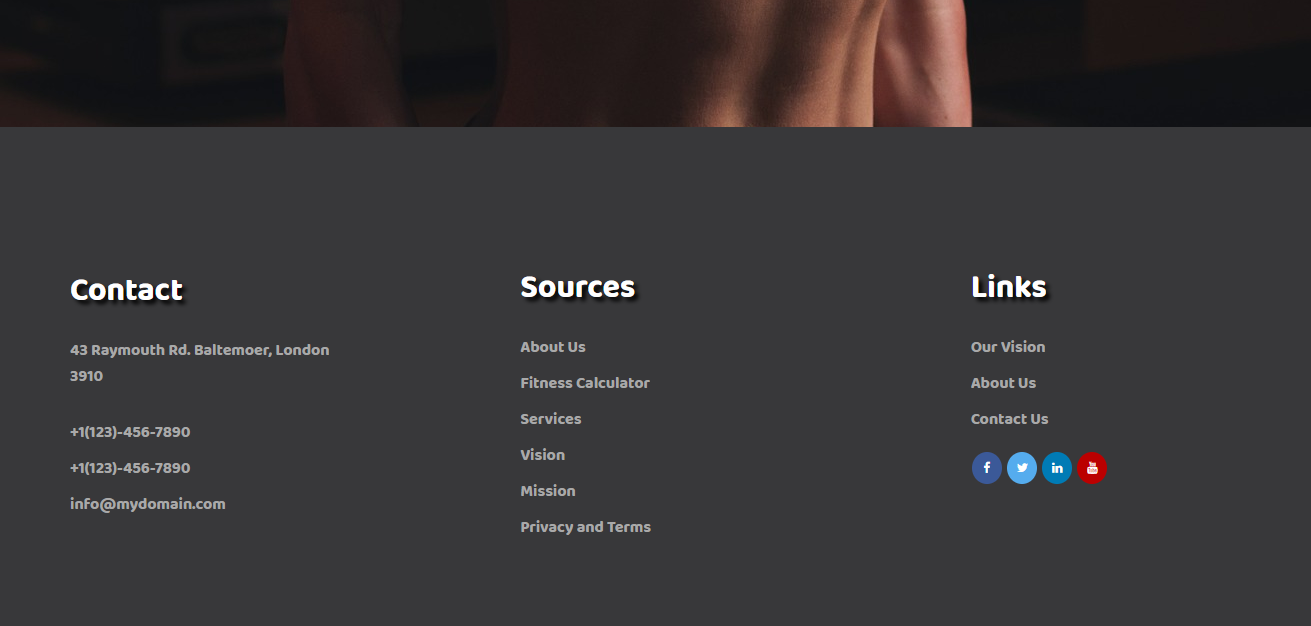 Contact
43 Raymouth Rd. Baltemoer, London
3910
+1(123)-456-7890
+1(123)-456-7890
info@mydomain.com
Sources
About Us
Fitness Calculator
Services
Vision
Mission
Privacy and Terms
Links
Our Vision
About Us
Contact Us